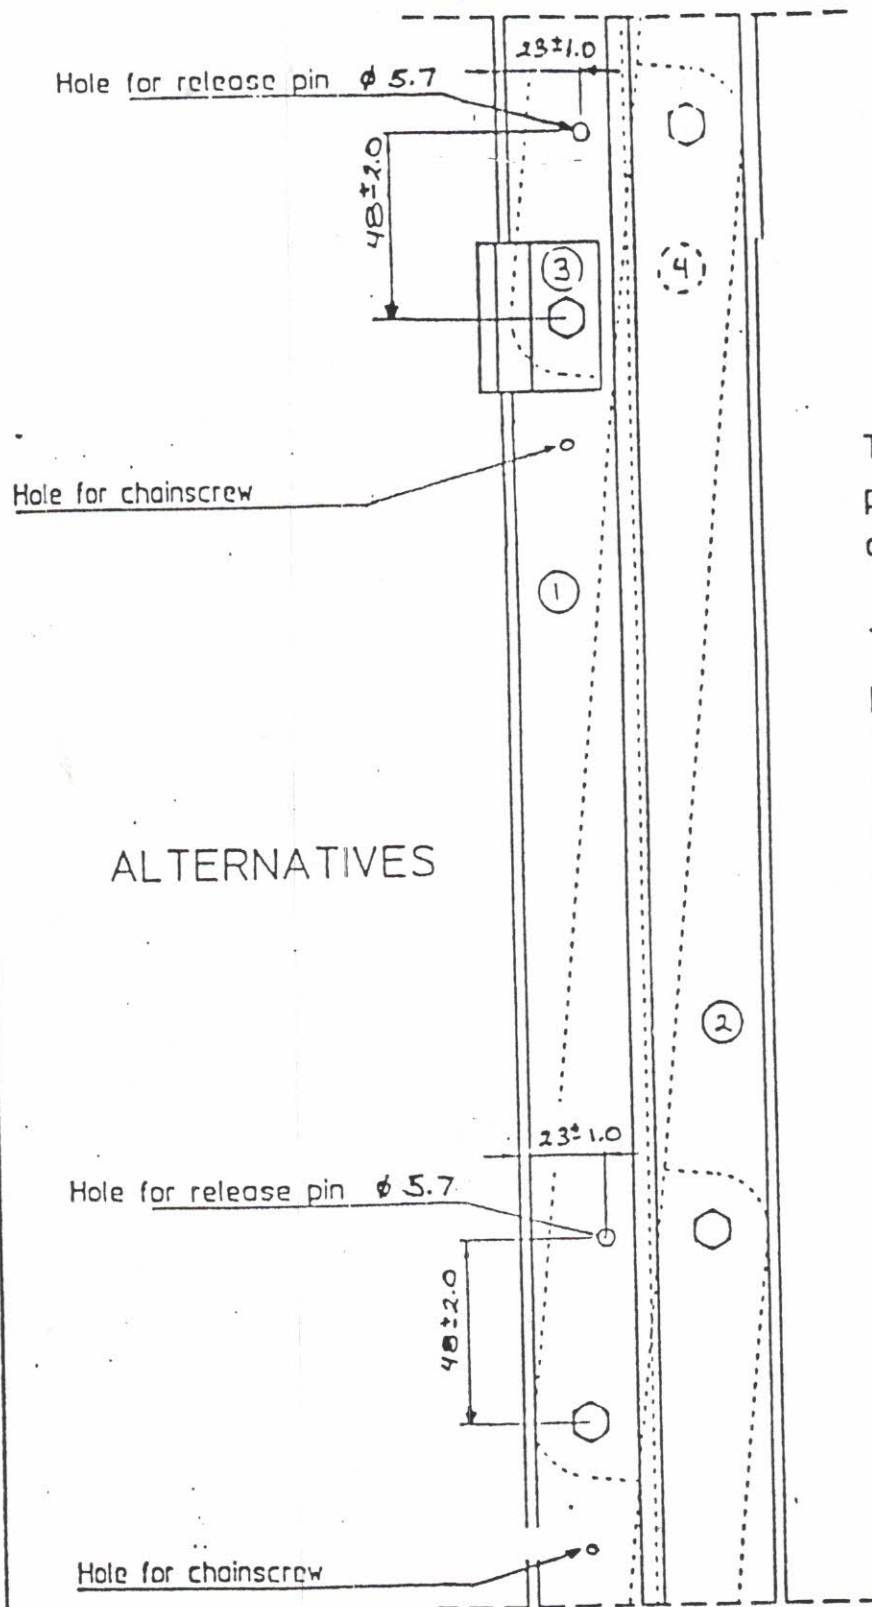 23±1.0
Hole for release pin ϕ 5.7
48±2.0
3
4
Hole for chainscrew
1
ALTERNATIVES
2
23±1.0
Hole for release pin ϕ 5.7
48±2.0
Hole for chainscrew